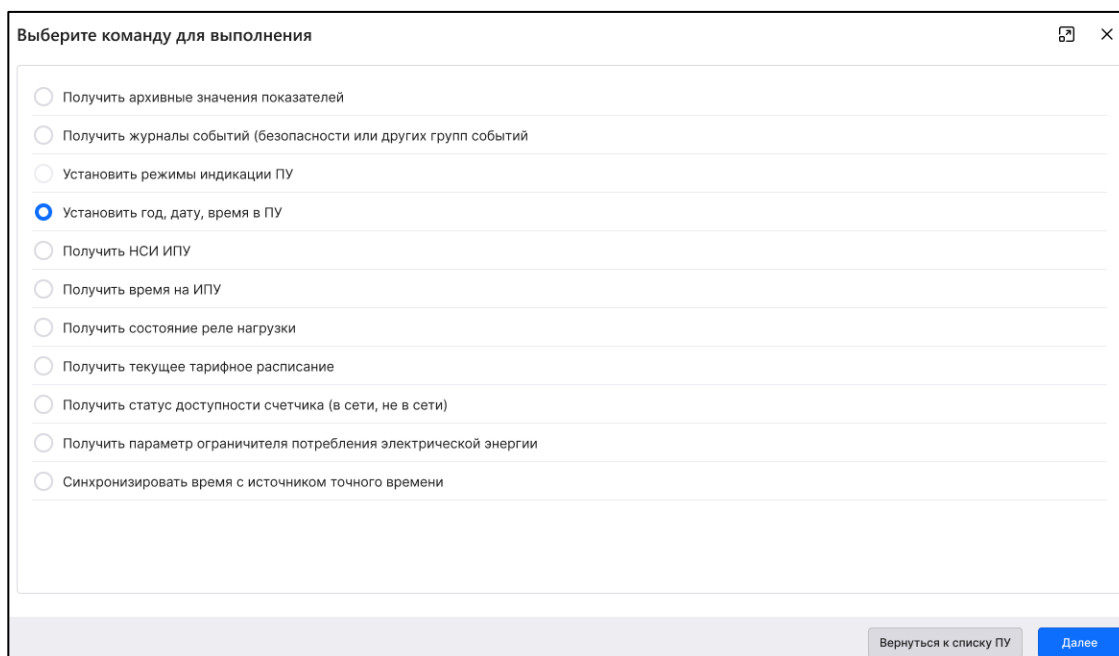 Выберите команду для выполнения
Получить архивные значения показателей
Получить журналы событий (безопасности или других групп событий
Установить режимы индикации ПУ
Установить год, дату, время в ПУ
Получить НСИ ИПУ
Получить время на ИПУ
Получить состояние реле нагрузки
Получить текущее тарифное расписание
Получить статус доступности счетчика (в сети, не в сети)
Получить параметр ограничителя потребления электрической энергии
Синхронизировать время с источником точного времени
Вернуться к списку ПУ
Далее